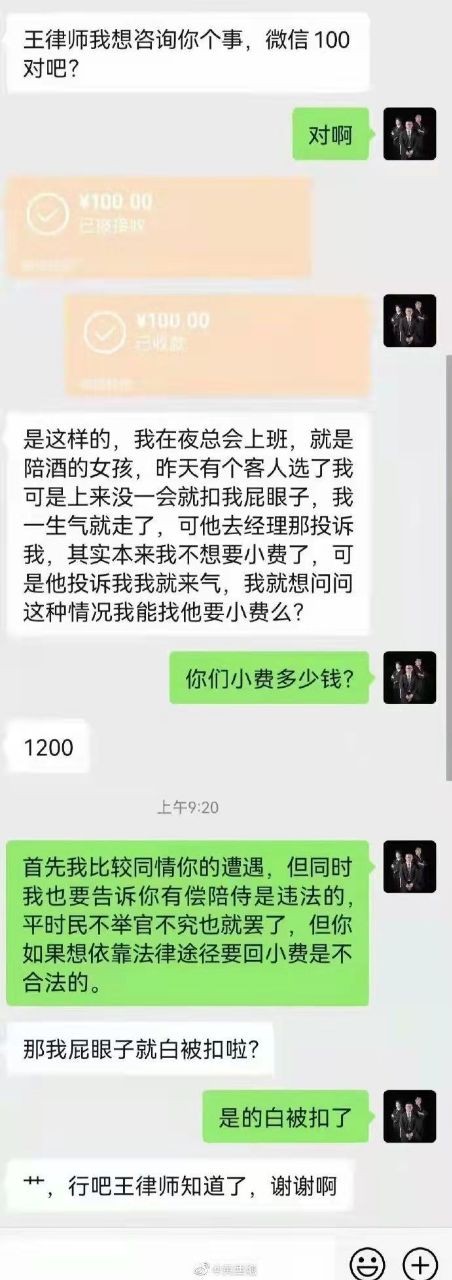 王律师我想咨询你个事，微信100
对吧？
对啊
¥100.00
已被接收
¥100.00
已收款
是这样的，我在夜总会上班，就是
陪酒的女孩，昨天有个客人选了我
可是上来没一会就扣我屁眼子，我
一生气就走了，可他去经理那投诉
我，其实本来我不想要小费了，可
是他投诉我我就来气，我就想问问
这种情况我能找他要小费么？
你们小费多少钱？
1200
上午9:20
首先我比较同情你的遭遇，但同时
我也要告诉你有偿陪侍是违法的，
平时民不举官不究也就罢了，但你
如果想依靠法律途径要回小费是不
合法的。
那我屁眼子就白被扣啦？
是的白被扣了
艹，行吧王律师知道了，谢谢啊